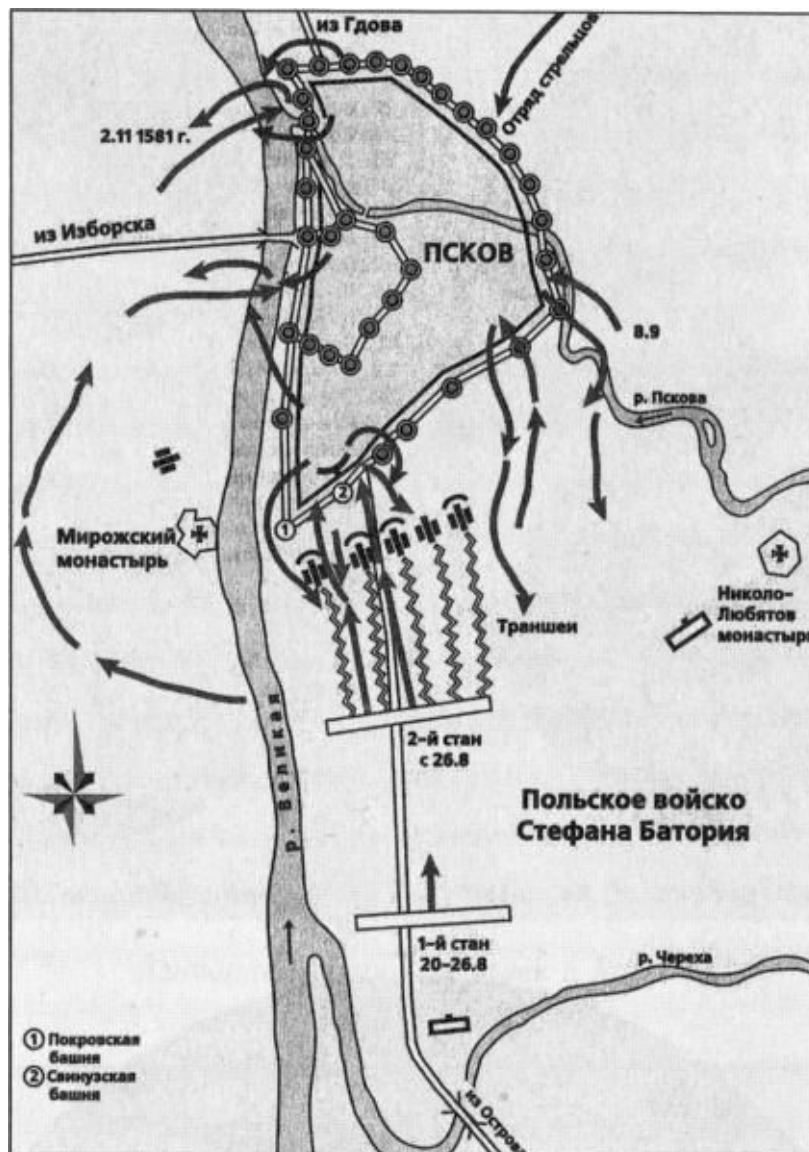 из Гдова
Отряд стрельцов
2.11 1581 г.
из Изборска
ПСКОВ
8.9
р. Пскова
Мирожский
монастырь
Николо-
Любятов
монастырь
Траншеи
2-й стан
с 26.8
р. Великая
Польское войско
Стефана Батория
1-й стан
20-26.8
р. Череха
1 Покровская
башня
2 Свинузская
башня
из Острова
1
2